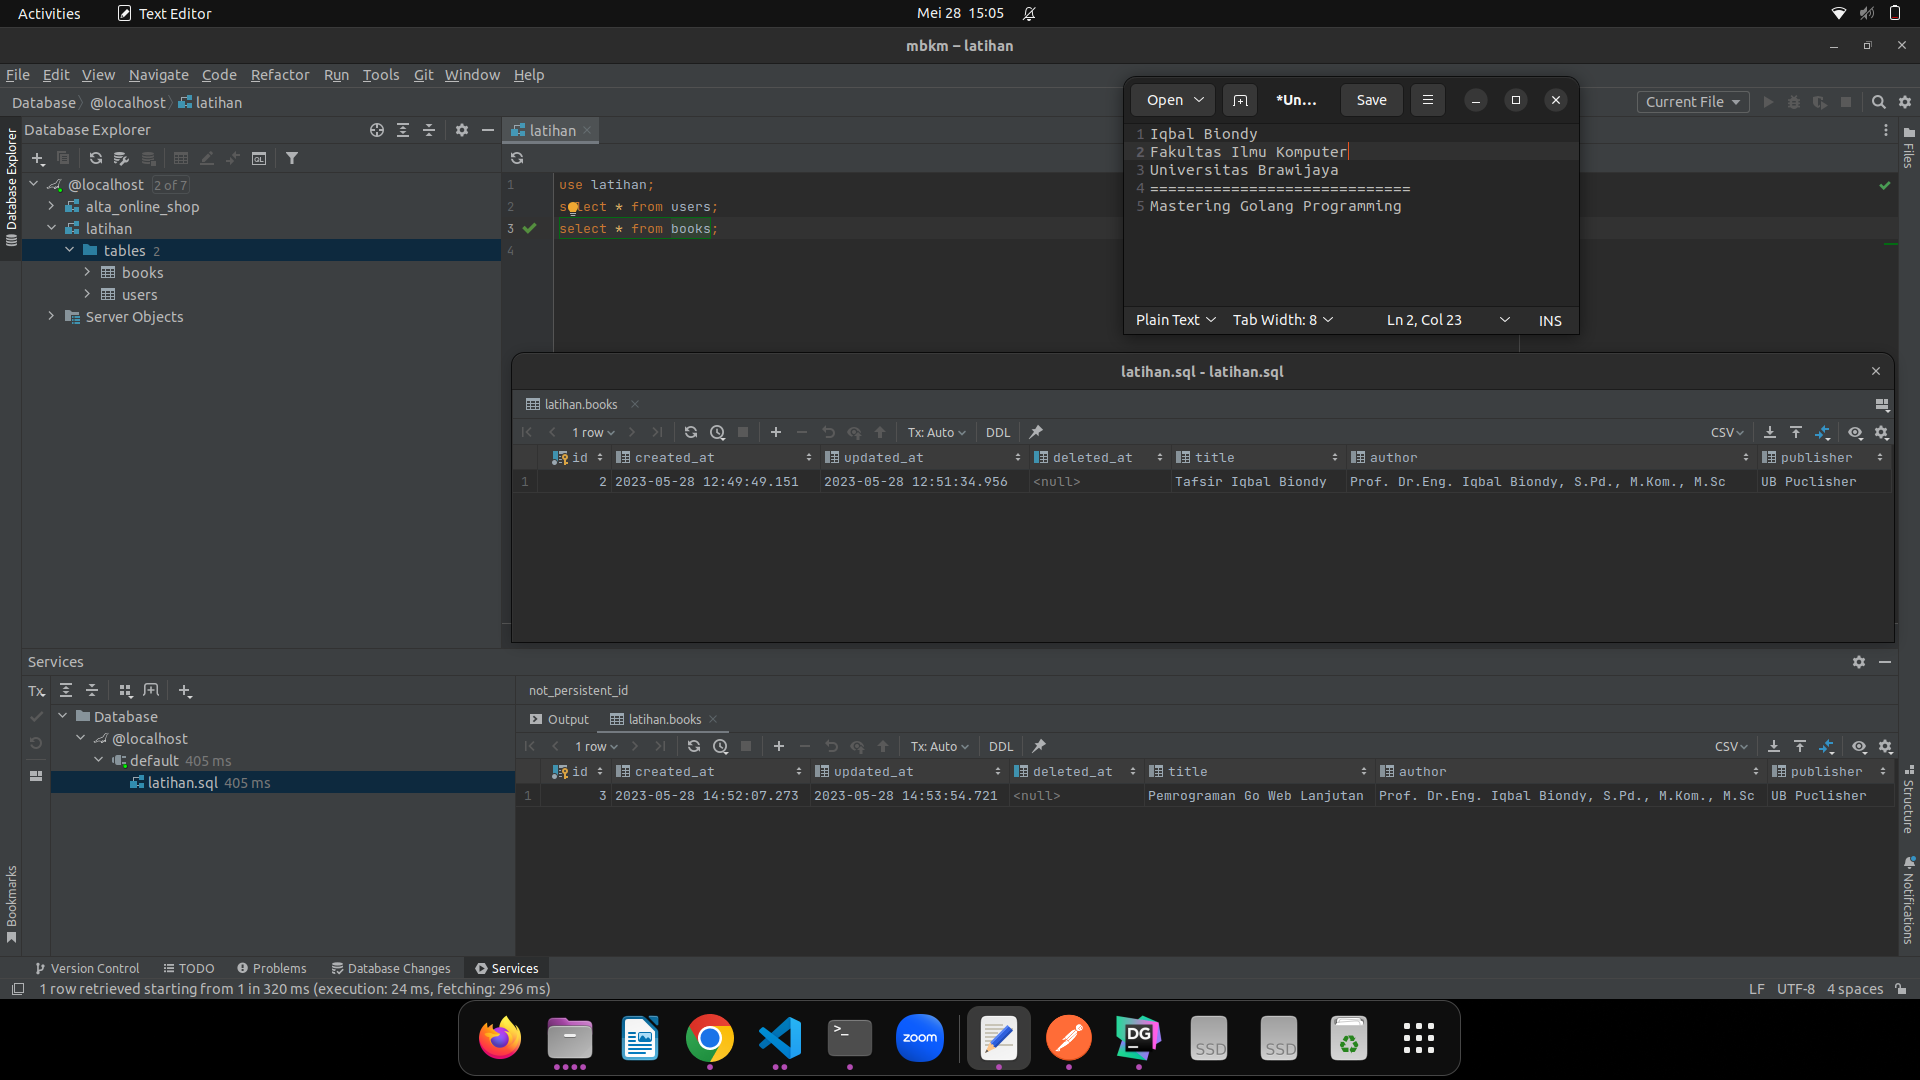 Activities Text Editor Mei 28 15:05
mbkm – latihan
File Edit View Navigate Code Refactor Run Tools Git Window Help
Database @localhost latihan Current File
Database Explorer
Database Explorer
@localhost 2 of 7
alta_online_shop
latihan
tables 2
books
users
Server Objects
latihan
1 use latihan;
2 select * from users;
3 select * from books;
4
Open *Un... Save
1 Iqbal Biondy
2 Fakultas Ilmu Komputer
3 Universitas Brawijaya
4 =============================
5 Mastering Golang Programming
Plain Text Tab Width: 8 Ln 2, Col 23 INS
Files
latihan.sql - latihan.sql
latihan.books
1 row Tx: Auto DDL CSV
id created_at updated_at deleted_at title author publisher
1 2 2023-05-28 12:49:49.151 2023-05-28 12:51:34.956 <null> Tafsir Iqbal Biondy Prof. Dr.Eng. Iqbal Biondy, S.Pd., M.Kom., M.Sc UB Puclisher
Services
Tx
Database
@localhost
default 405 ms
latihan.sql 405 ms
not_persistent_id
Output latihan.books
1 row Tx: Auto DDL CSV
id created_at updated_at deleted_at title author publisher
1 3 2023-05-28 14:52:07.273 2023-05-28 14:53:54.721 <null> Pemrograman Go Web Lanjutan Prof. Dr.Eng. Iqbal Biondy, S.Pd., M.Kom., M.Sc UB Puclisher
Structure
Notifications
Bookmarks
Version Control TODO Problems Database Changes Services
1 row retrieved starting from 1 in 320 ms (execution: 24 ms, fetching: 296 ms) LF UTF-8 4 spaces
>_ zoom DG SSD SSD